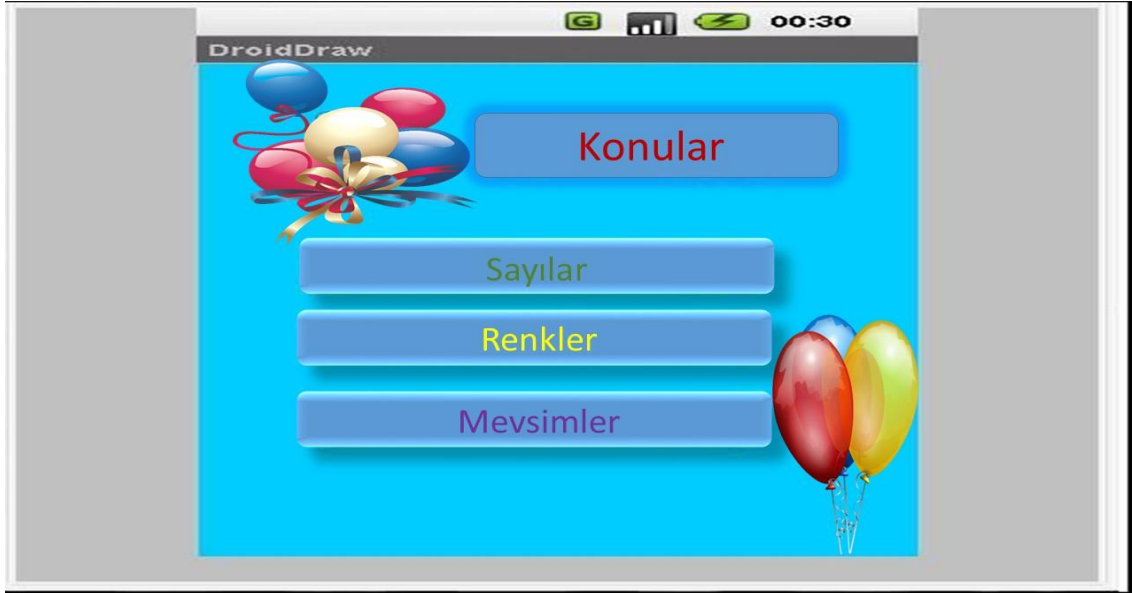 G 00:30
DroidDraw
Konular
Sayılar
Renkler
Mevsimler